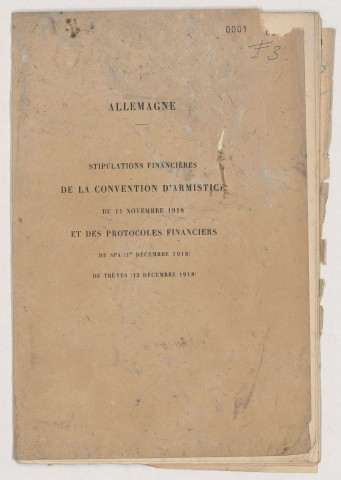 0001
F3.
ALLEMAGNE
STIPULATIONS FINANCIÈRES
DE LA CONVENTION D'ARMISTICE
DU 11 NOVEMBRE 1918
ET DES PROTOCOLES FINANCIERS
DE SPA (1er DÉCEMBRE 1918)
DE TRÈVES (13 DÉCEMBRE 1918)